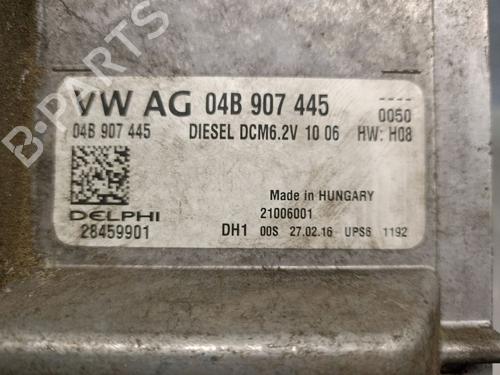 VW AG 04B 907 445 0050
04B 907 445 DIESEL DCM6.2V 10 06 HW: H08
Made in HUNGARY
DELPHI 21006001
28459901 DH1 00S 27.02.16 UPS6 1192